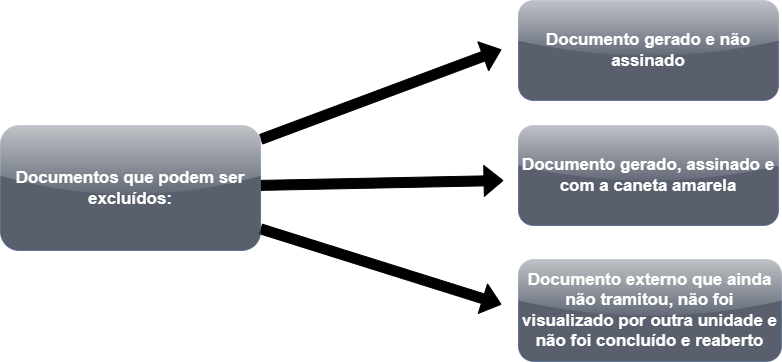 Documento gerado e não
assinado
Documentos que podem ser
excluídos:
Documento gerado, assinado e
com a caneta amarela
Documento externo que ainda
não tramitou, não foi
visualizado por outra unidade e
não foi concluído e reaberto